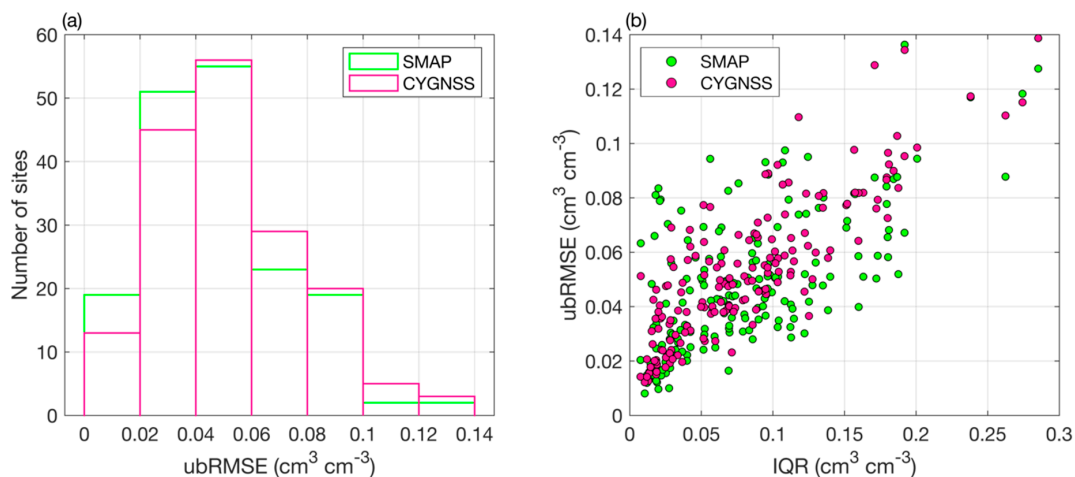 (a)
60
50
40
30
20
10
0
Number of sites
SMAP
CYGNSS
0 0.02 0.04 0.06 0.08 0.1 0.12 0.14
ubRMSE (cm³ cm⁻³)
(b)
0.14
0.12
0.1
0.08
0.06
0.04
0.02
0
ubRMSE (cm³ cm⁻³)
SMAP
CYGNSS
0 0.05 0.1 0.15 0.2 0.25 0.3
IQR (cm³ cm⁻³)